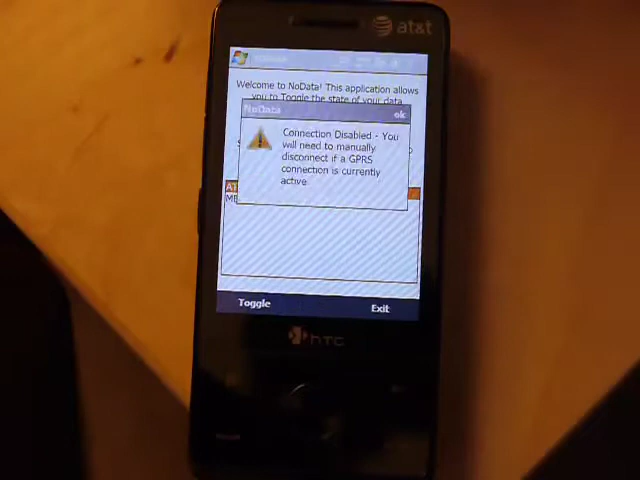 at&t
Welcome to NoData! This application allows
you to Toggle the state of your data
NoData
ok
Connection Disabled - You
will need to manually
disconnect if a GPRS
connection is currently
active
Toggle
Exit
hTC